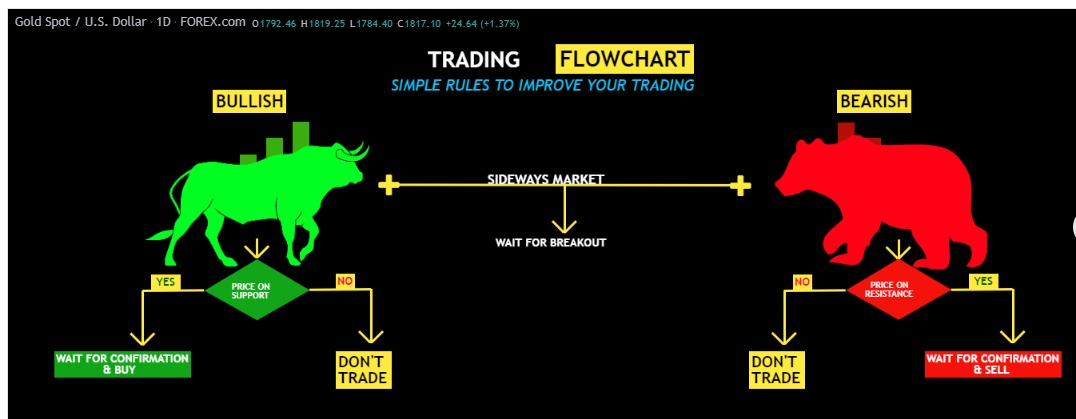 Gold Spot / U.S. Dollar · 1D · FOREX.com O1792.46 H1819.25 L1784.40 C1817.10 +24.64 (+1.37%)
TRADING FLOWCHART
SIMPLE RULES TO IMPROVE YOUR TRADING
BULLISH
BEARISH
SIDEWAYS MARKET
WAIT FOR BREAKOUT
YES
PRICE ON
SUPPORT
NO
NO
PRICE ON
RESISTANCE
YES
WAIT FOR CONFIRMATION
& BUY
DON'T
TRADE
DON'T
TRADE
WAIT FOR CONFIRMATION
& SELL